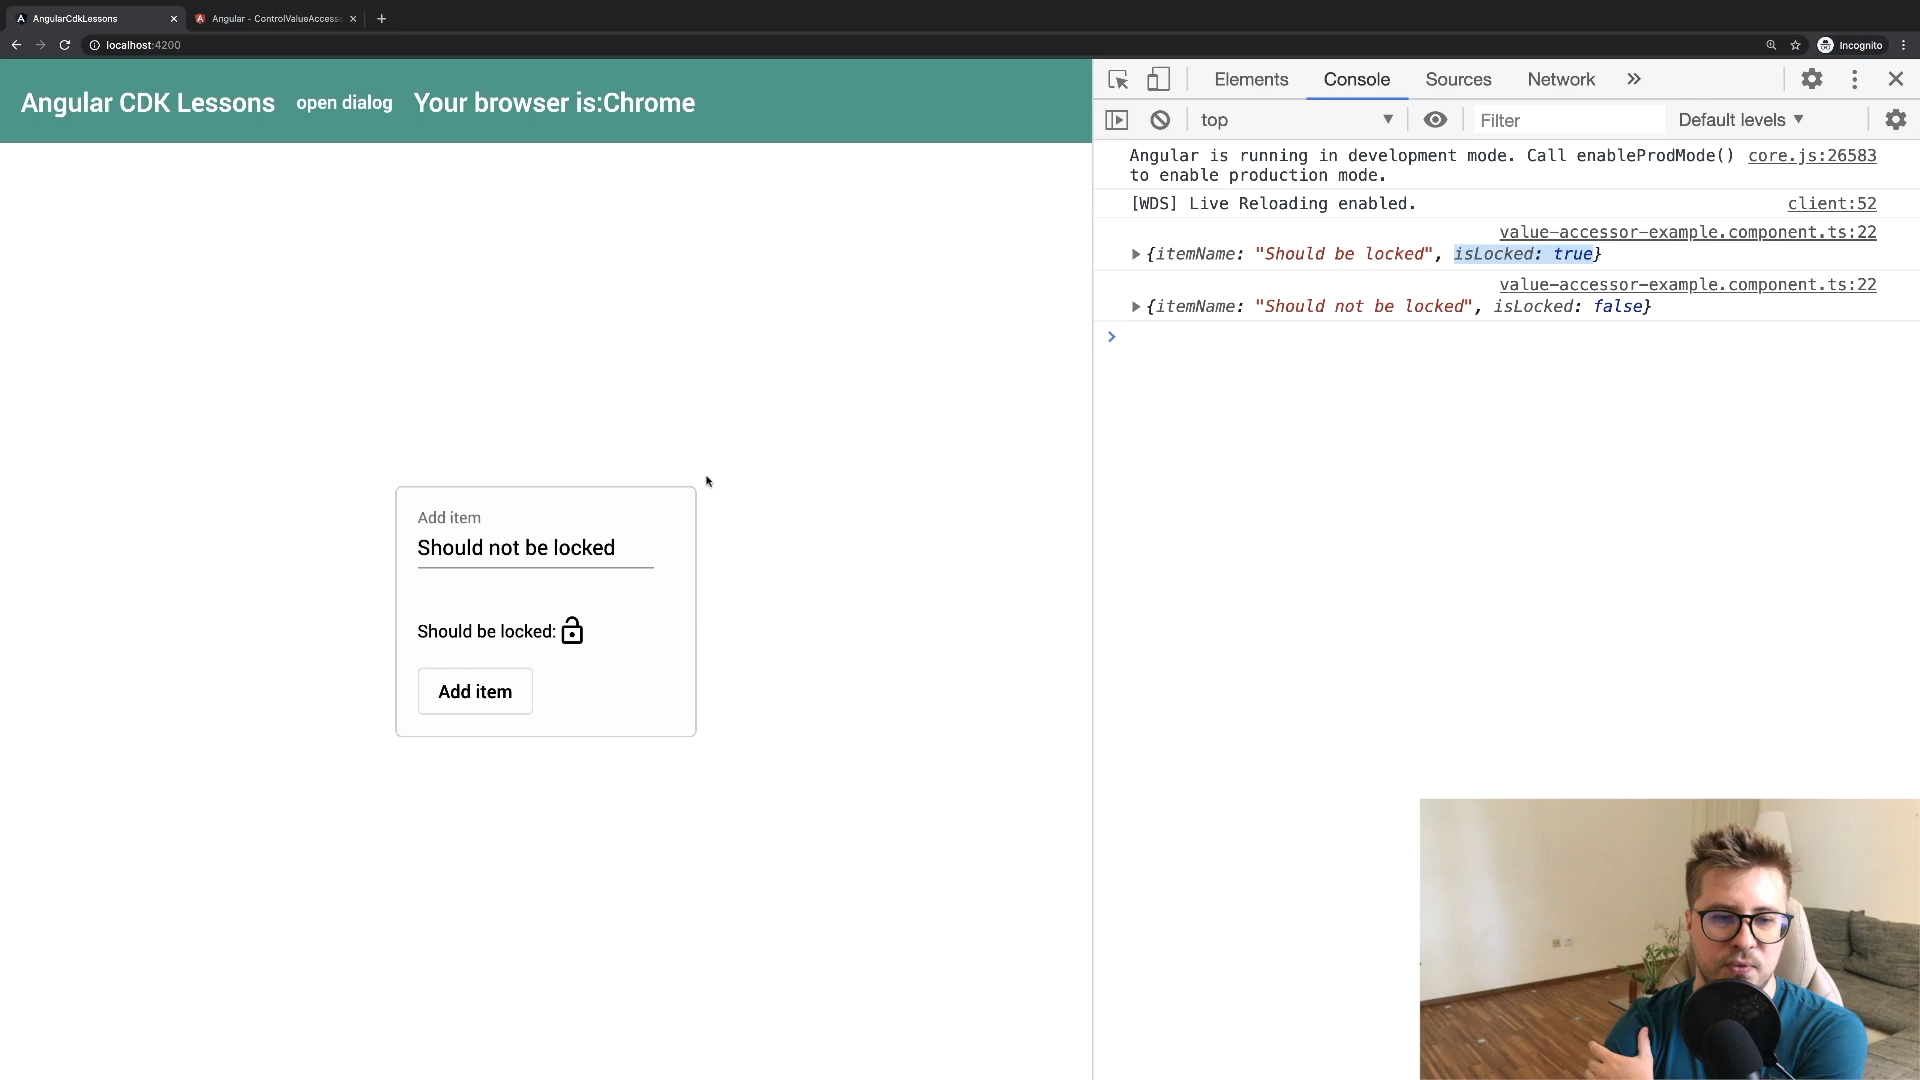 AngularCdkLessons
Angular - ControlValueAccesso
localhost:4200
Incognito
Angular CDK Lessons
open dialog
Your browser is:Chrome
Elements
Console
Sources
Network
top
Filter
Default levels
Angular is running in development mode. Call enableProdMode() core.js:26583
to enable production mode.
[WDS] Live Reloading enabled. client:52
value-accessor-example.component.ts:22
{itemName: "Should be locked", isLocked: true}
value-accessor-example.component.ts:22
{itemName: "Should not be locked", isLocked: false}
Add item
Should not be locked
Should be locked:
Add item